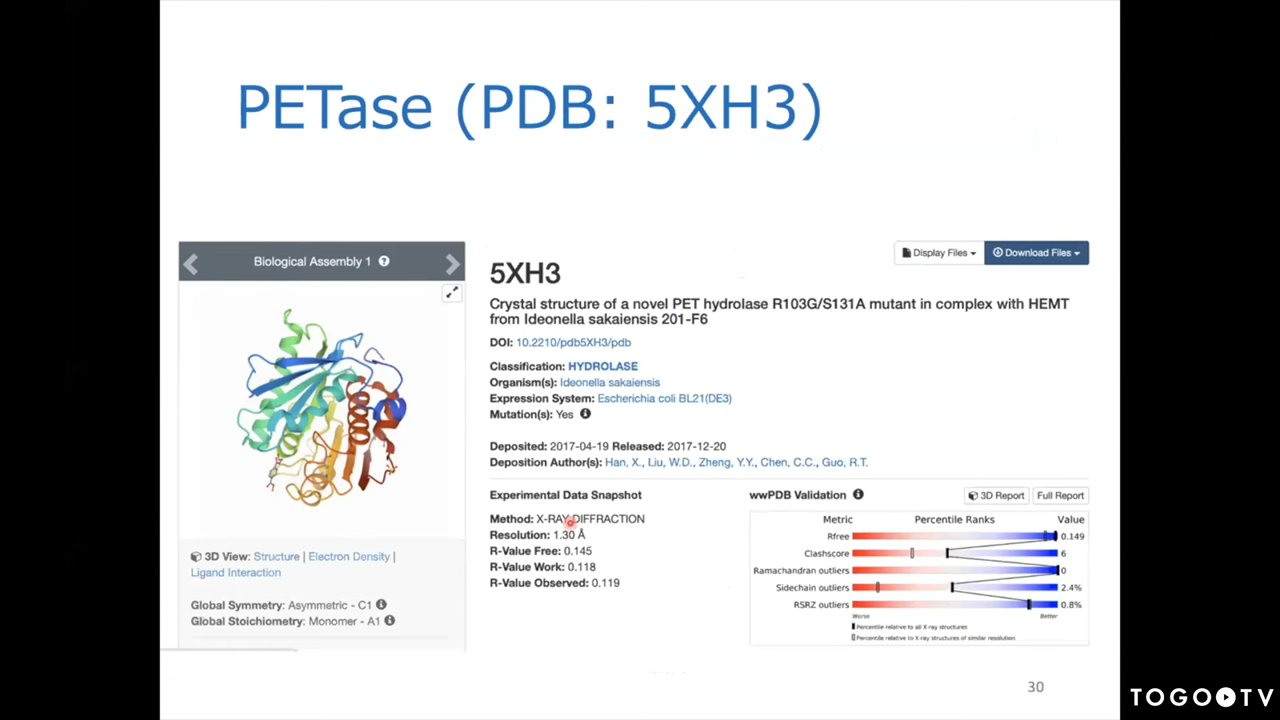 PETase (PDB: 5XH3)
Biological Assembly 1 ?
3D View: Structure | Electron Density |
Ligand Interaction
Global Symmetry: Asymmetric - C1
Global Stoichiometry: Monomer - A1
Display Files
Download Files
5XH3
Crystal structure of a novel PET hydrolase R103G/S131A mutant in complex with HEMT
from Ideonella sakaiensis 201-F6
DOI: 10.2210/pdb5XH3/pdb
Classification: HYDROLASE
Organism(s): Ideonella sakaiensis
Expression System: Escherichia coli BL21(DE3)
Mutation(s): Yes
Deposited: 2017-04-19 Released: 2017-12-20
Deposition Author(s): Han, X., Liu, W.D., Zheng, Y.Y., Chen, C.C., Guo, R.T.
Experimental Data Snapshot
Method: X-RAY DIFFRACTION
Resolution: 1.30 Å
R-Value Free: 0.145
R-Value Work: 0.118
R-Value Observed: 0.119
wwPDB Validation
3D Report
Full Report
Metric Percentile Ranks Value
Rfree 0.149
Clashscore 6
Ramachandran outliers 0
Sidechain outliers 2.4%
RSRZ outliers 0.8%
Worse Better
Percentile relative to all X-ray structures
Percentile relative to X-ray structures of similar resolution
30
TOGO TV